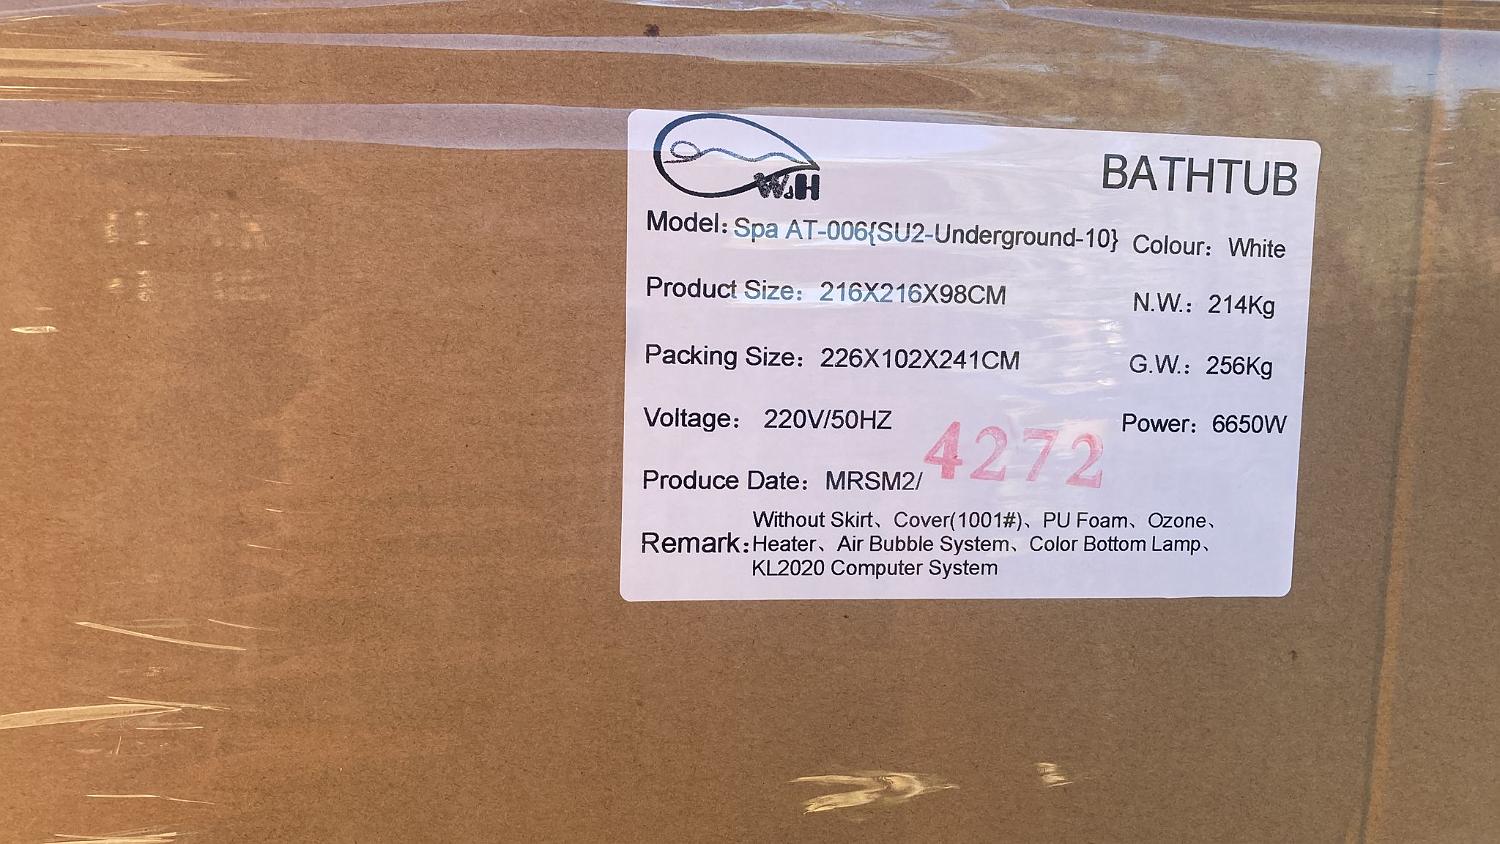 W&H
BATHTUB
Model: Spa AT-006{SU2-Underground-10} Colour: White
Product Size: 216X216X98CM N.W.: 214Kg
Packing Size: 226X102X241CM G.W.: 256Kg
Voltage: 220V/50HZ Power: 6650W
Produce Date: MRSM2/ 4272
Remark: Without Skirt、Cover(1001#)、PU Foam、Ozone、
Heater、Air Bubble System、Color Bottom Lamp、
KL2020 Computer System